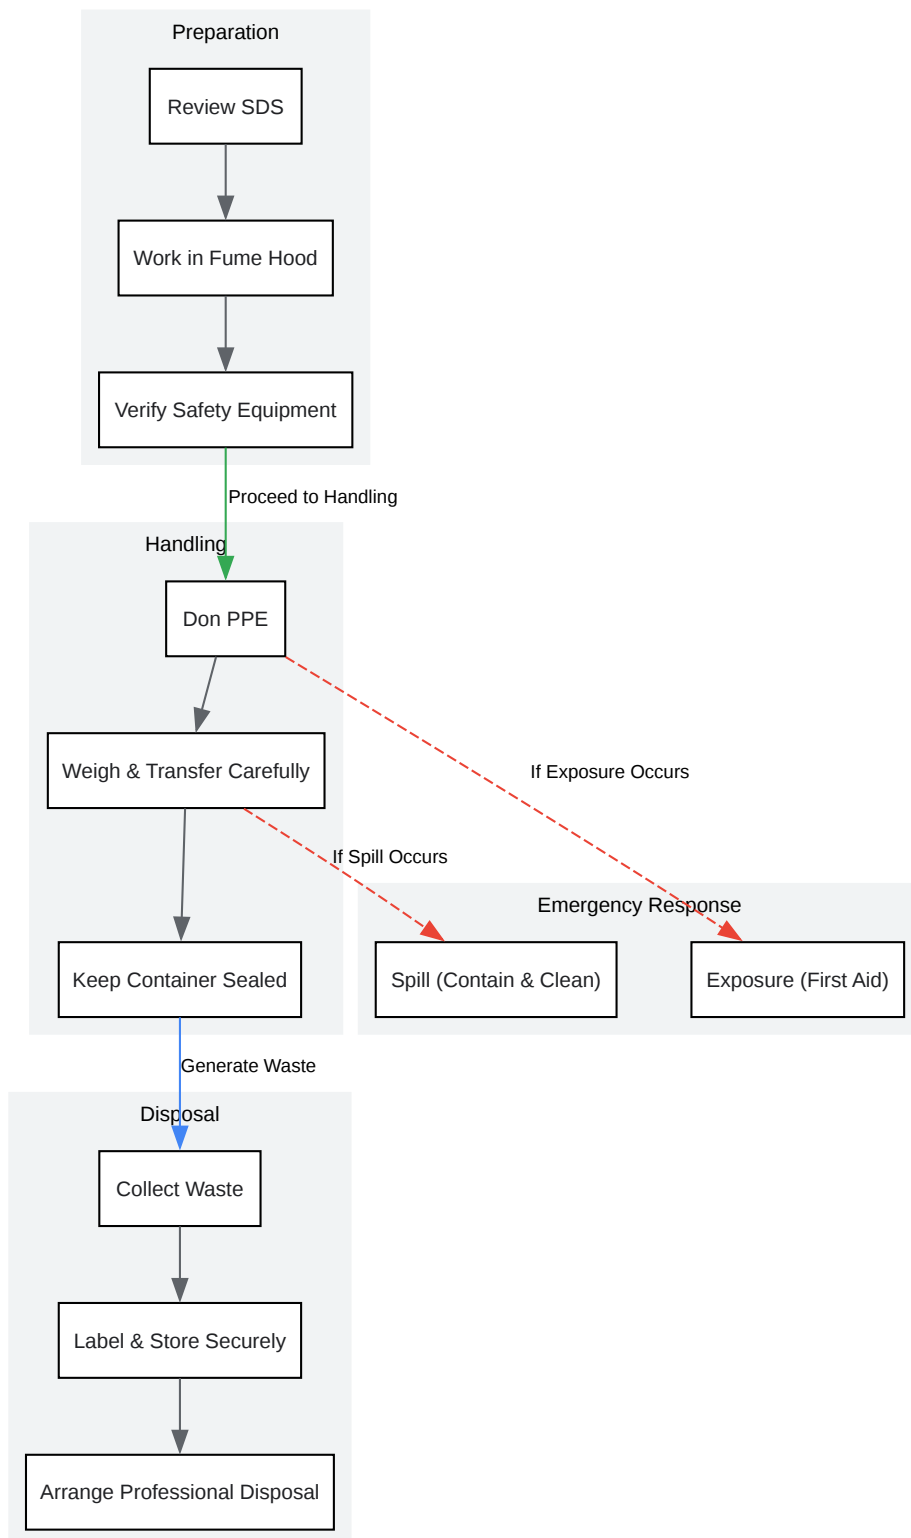 Preparation
Review SDS
Work in Fume Hood
Verify Safety Equipment
Proceed to Handling
Handling
Don PPE
Weigh & Transfer Carefully
If Exposure Occurs
If Spill Occurs
Emergency Response
Keep Container Sealed
Spill (Contain & Clean)
Exposure (First Aid)
Generate Waste
Disposal
Collect Waste
Label & Store Securely
Arrange Professional Disposal